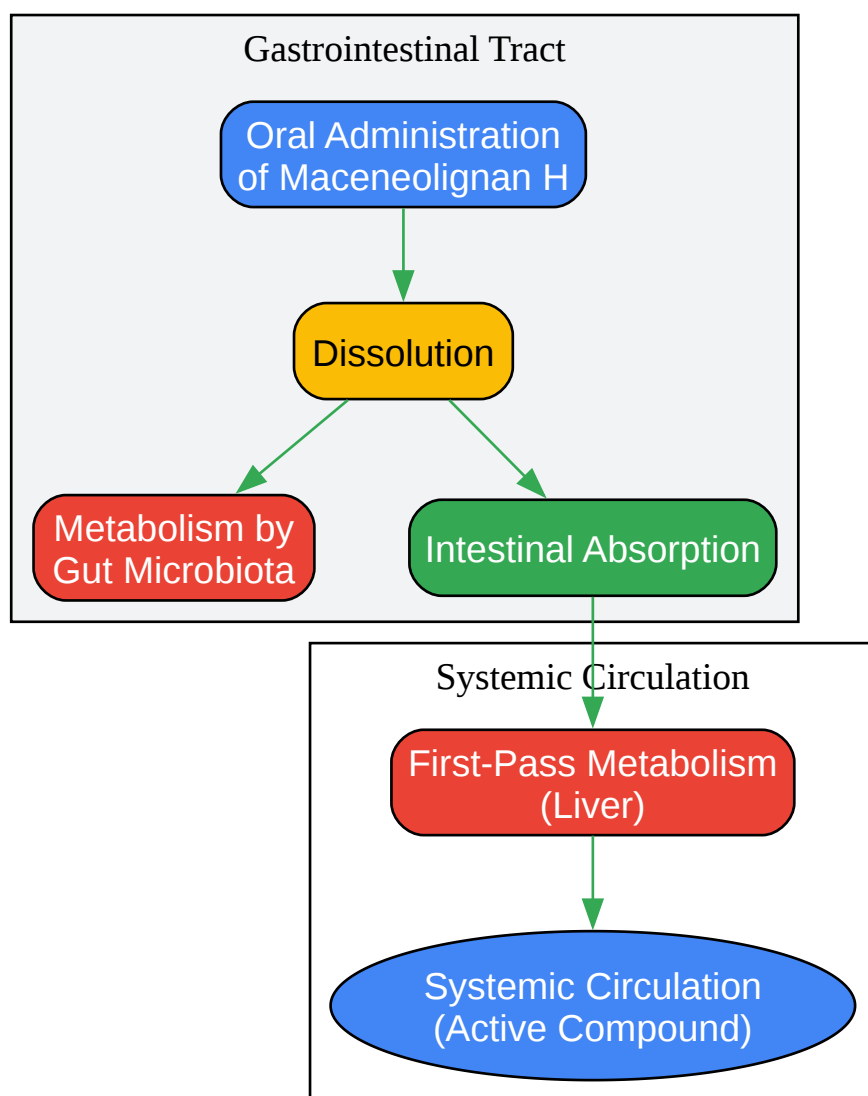 Gastrointestinal Tract
Oral Administration
of Maceneolignan H
Dissolution
Metabolism by
Gut Microbiota
Intestinal Absorption
Systemic Circulation
First-Pass Metabolism
(Liver)
Systemic Circulation
(Active Compound)